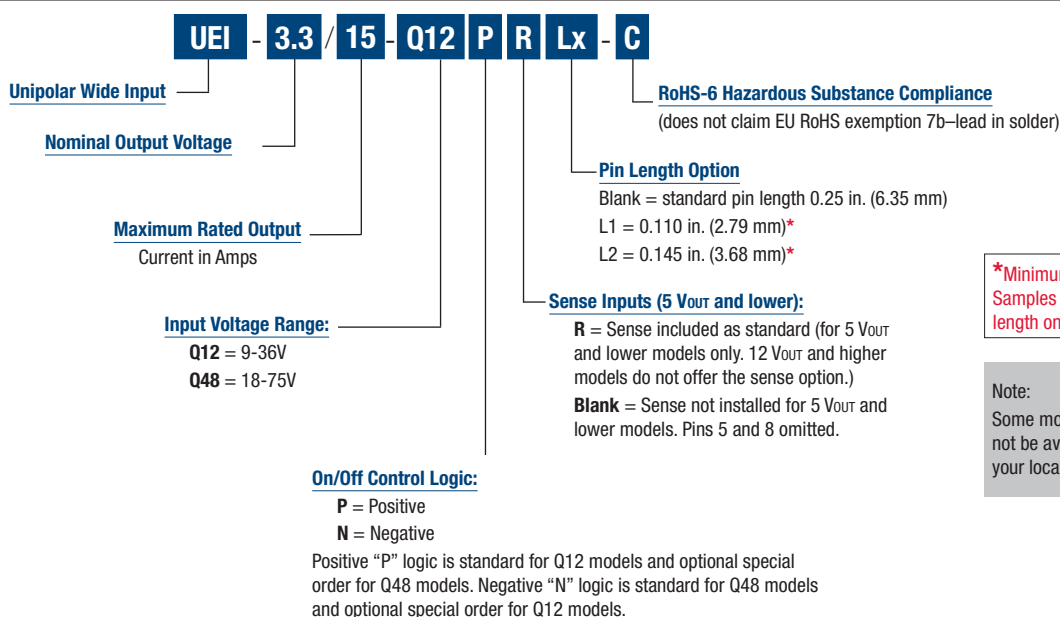 UEI - 3.3 / 15 - Q12 P R Lx - C
Unipolar Wide Input
Nominal Output Voltage
Maximum Rated Output
Current in Amps
Input Voltage Range:
Q12 = 9-36V
Q48 = 18-75V
On/Off Control Logic:
P = Positive
N = Negative
Positive “P” logic is standard for Q12 models and optional special
order for Q48 models. Negative “N” logic is standard for Q48 models
and optional special order for Q12 models.
Sense Inputs (5 VOUT and lower):
R = Sense included as standard (for 5 VOUT
and lower models only. 12 VOUT and higher
models do not offer the sense option.)
Blank = Sense not installed for 5 VOUT and
lower models. Pins 5 and 8 omitted.
Pin Length Option
Blank = standard pin length 0.25 in. (6.35 mm)
L1 = 0.110 in. (2.79 mm)*
L2 = 0.145 in. (3.68 mm)*
RoHS-6 Hazardous Substance Compliance
(does not claim EU RoHS exemption 7b–lead in solder)
*Minimu
Samples
length on
Note:
Some mo
not be av
your loca